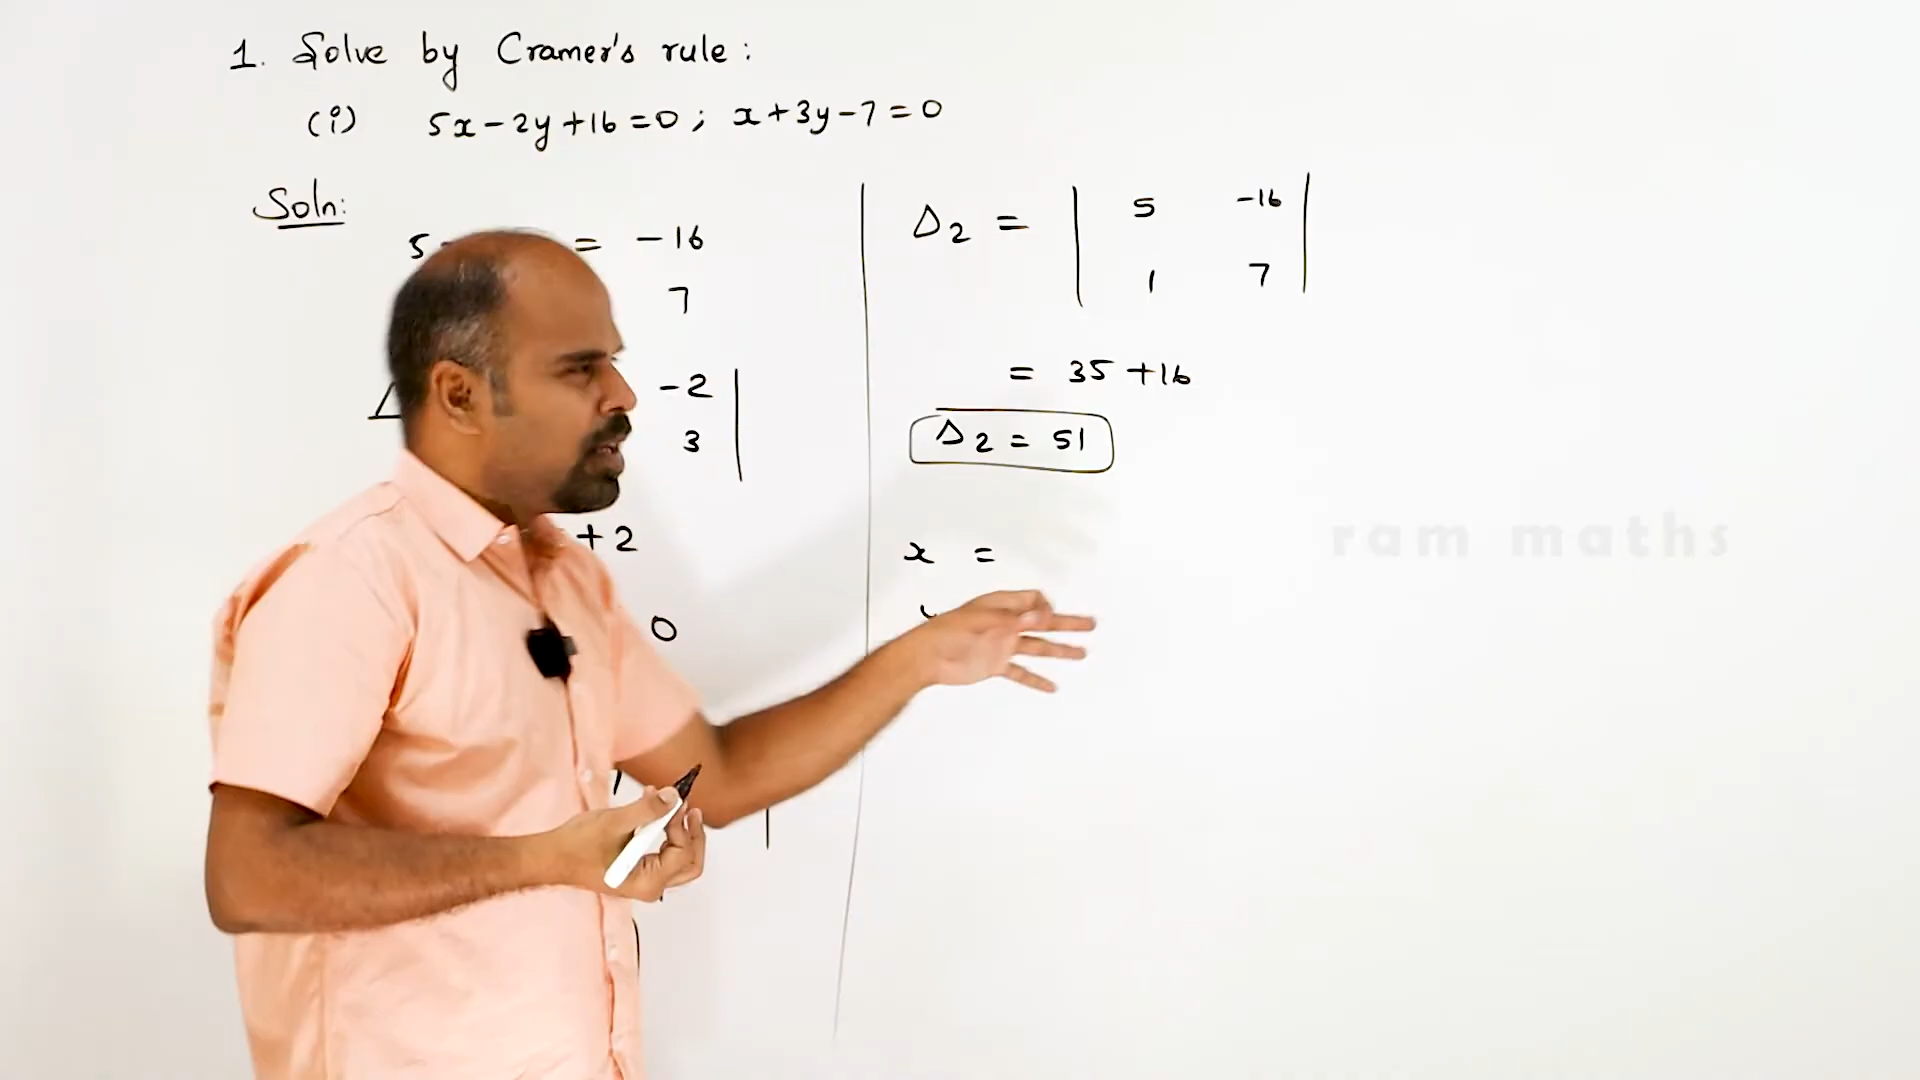 1. Solve by Cramer's rule:
(i) 5x - 2y + 16 = 0 ; x + 3y - 7 = 0
Soln:
5 = -16
7
-2
3
+2
0
Δ2 = | 5 -16 |
| 1 7 |
= 35 + 16
Δ2 = 51
x =
ram maths